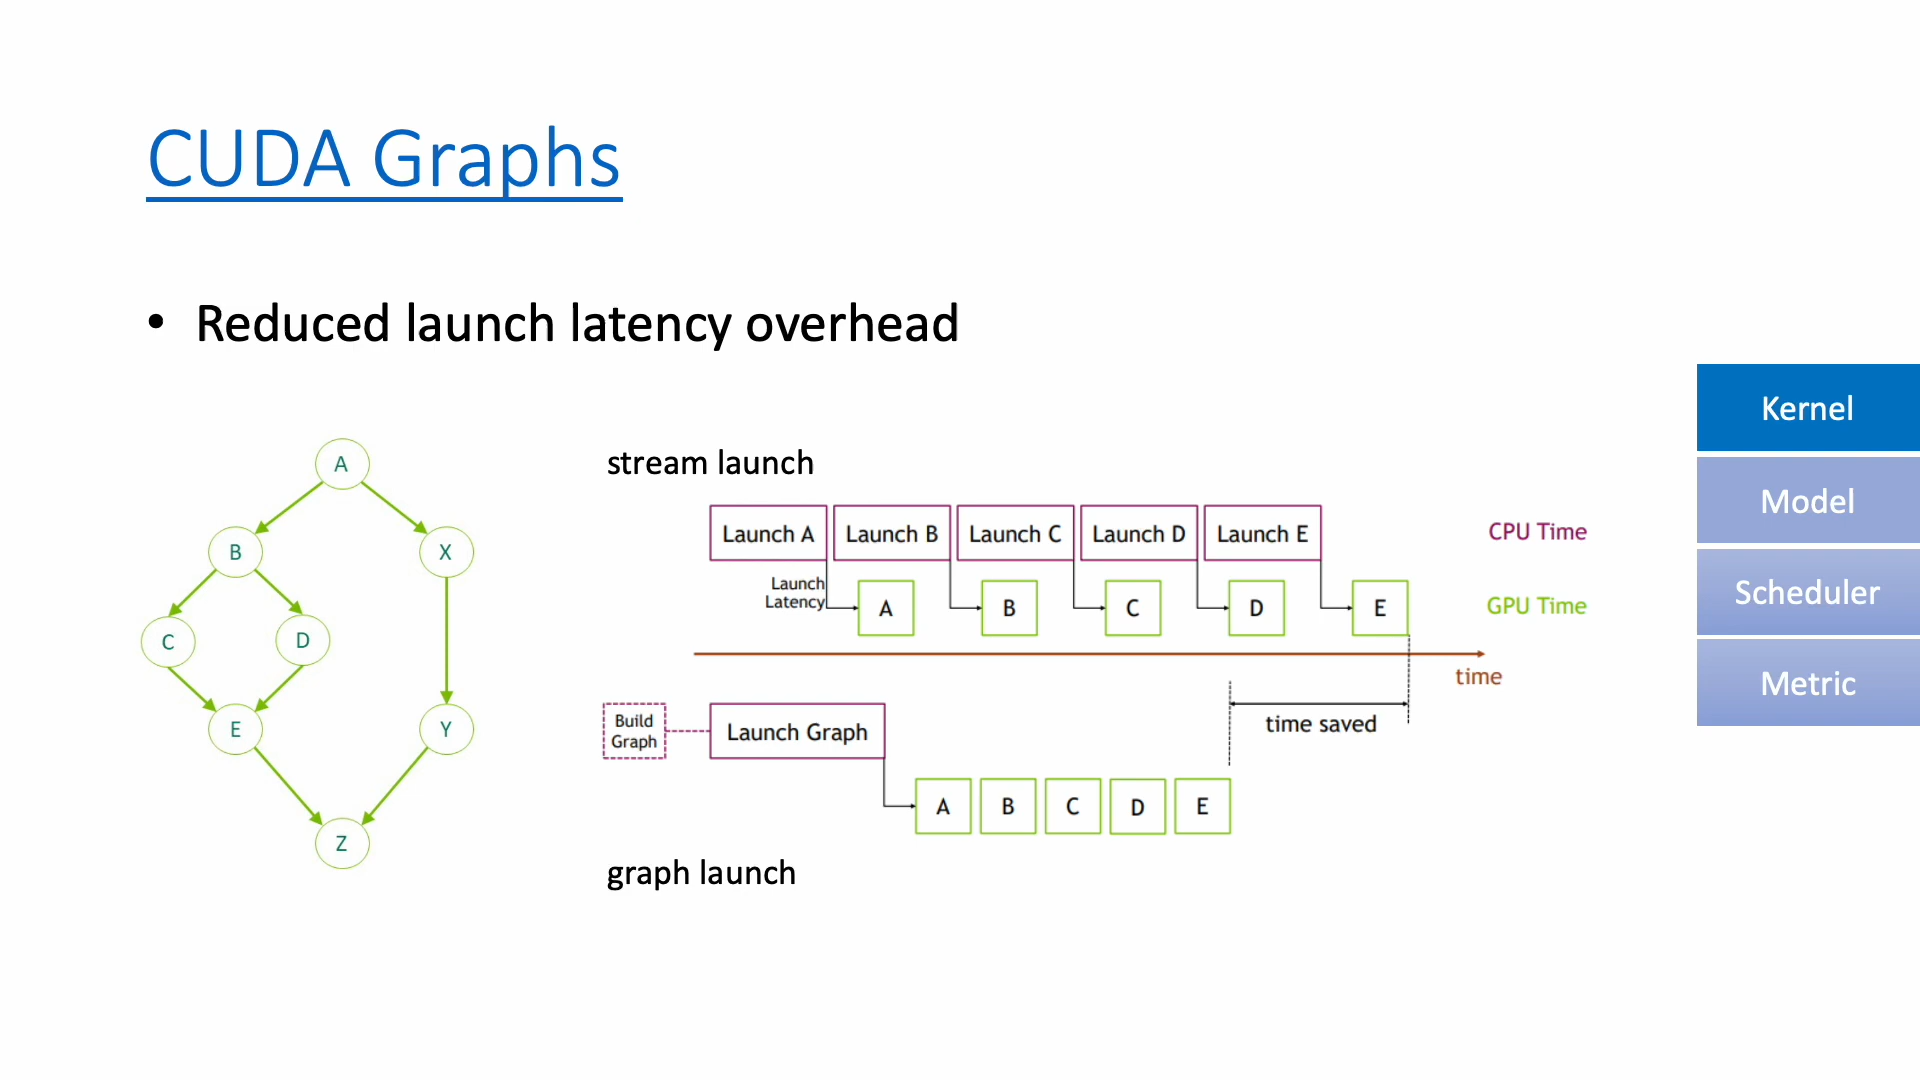 CUDA Graphs
• Reduced launch latency overhead
A
B
X
C
D
E
Y
Z
stream launch
Launch A
Launch B
Launch C
Launch D
Launch E
CPU Time
Launch
Latency
A
B
C
D
E
GPU Time
time
Build
Graph
Launch Graph
time saved
A
B
C
D
E
graph launch
Kernel
Model
Scheduler
Metric